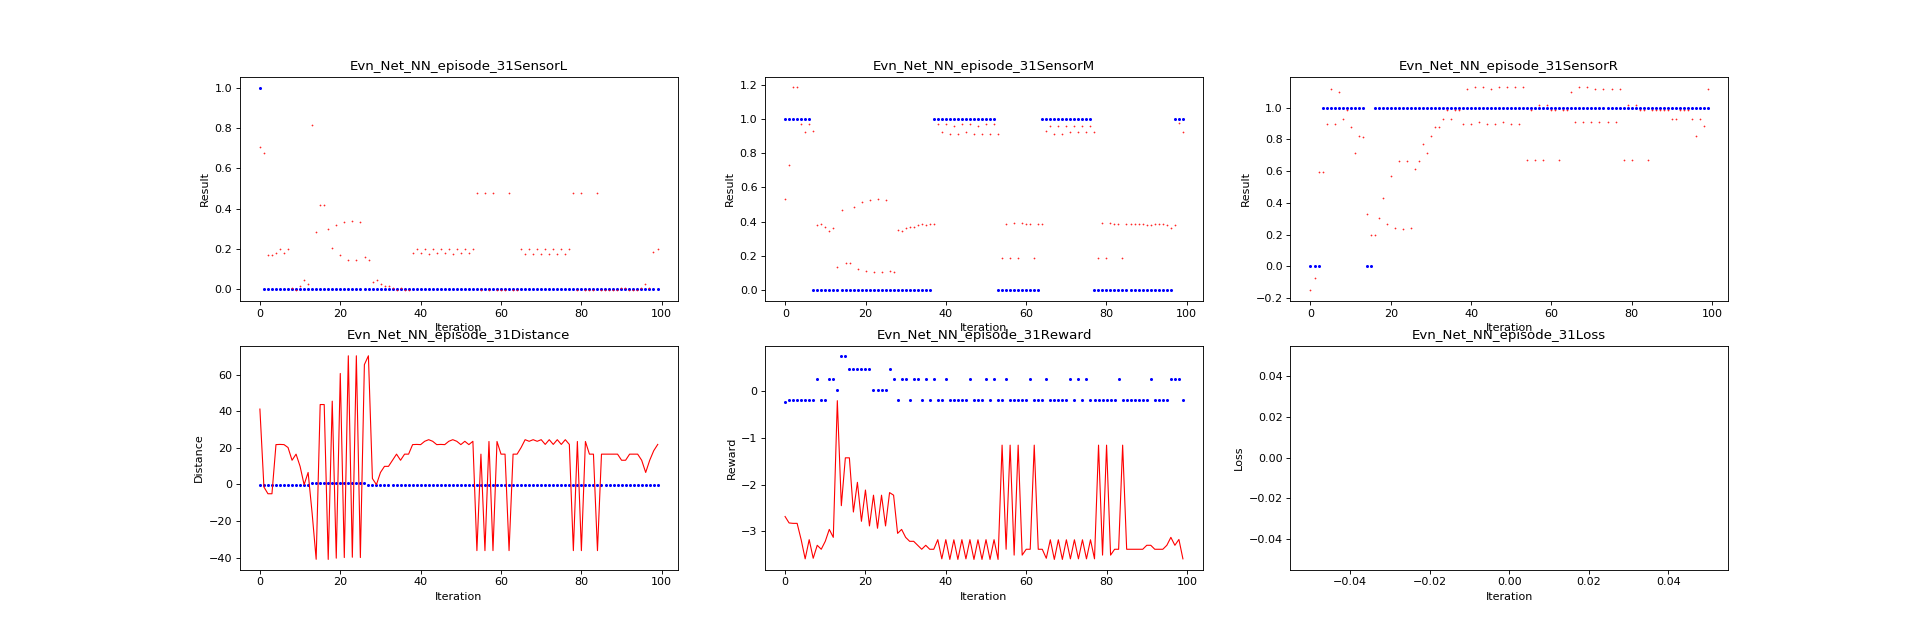 Evn_Net_NN_episode_31SensorL
Result
1.0
0.8
0.6
0.4
0.2
0.0
0 20 40 60 80 100
Iteration
Evn_Net_NN_episode_31SensorM
Result
1.2
1.0
0.8
0.6
0.4
0.2
0.0
0 20 40 60 80 100
Iteration
Evn_Net_NN_episode_31SensorR
Result
1.0
0.8
0.6
0.4
0.2
0.0
−0.2
0 20 40 60 80 100
Iteration
Evn_Net_NN_episode_31Distance
Distance
60
40
20
0
−20
−40
0 20 40 60 80 100
Iteration
Evn_Net_NN_episode_31Reward
Reward
0
−1
−2
−3
0 20 40 60 80 100
Iteration
Evn_Net_NN_episode_31Loss
Loss
0.04
0.02
0.00
−0.02
−0.04
−0.04 −0.02 0.00 0.02 0.04
Iteration